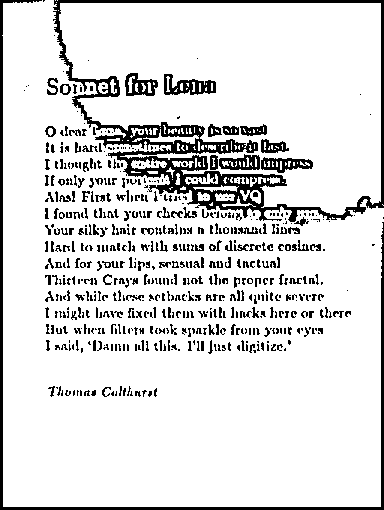 Sonnet for Lena
O dear Lena, your beauty is so vast
It is hard sometimes to describe it fast.
I thought the entire world I would impress
If only your portrait I could compress.
Alas! First when I tried to use VQ
I found that your cheeks belong to only you.
Your silky hair contains a thousand lines
Hard to match with sums of discrete cosines.
And for your lips, sensual and tactual
Thirteen Crays found not the proper fractal.
And while these setbacks are all quite severe
I might have fixed them with hacks here or there
But when filters took sparkle from your eyes
I said, 'Damn all this. I'll just digitize.'
Thomas Colthurst